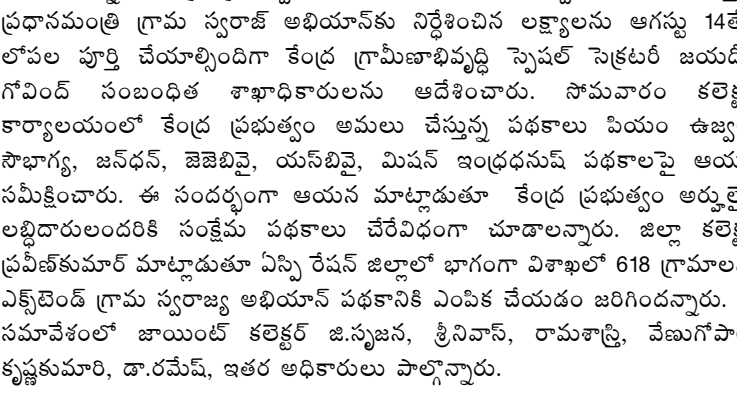 ప్రధానమంత్రి గ్రామ స్వరాజ్ అభియాన్‌కు నిర్ధేశించిన లక్ష్యాలను ఆగస్టు 14తే
లోపల పూర్తి చేయాల్సిందిగా కేంద్ర గ్రామీణాభివృద్ధి స్పెషల్ సెక్రటరీ జయదీ
గోవింద్ సంబంధిత శాఖాధికారులను ఆదేశించారు. సోమవారం కలెక్ట
కార్యాలయంలో కేంద్ర ప్రభుత్వం అమలు చేస్తున్న పథకాలు పియం ఉజ్వ
సౌభాగ్య, జన్‌ధన్, జెజెబివై, యస్‌బివై, మిషన్ ఇంధ్రధనుష్ పథకాలపై ఆయ
సమీక్షించారు. ఈ సందర్భంగా ఆయన మాట్లాడుతూ కేంద్ర ప్రభుత్వం అర్హులై
లబ్ధిదారులందరికి సంక్షేమ పథకాలు చేరేవిధంగా చూడాలన్నారు. జిల్లా కలెక్ట
ప్రవీణ్‌కుమార్ మాట్లాడుతూ ఏస్పి రేషన్ జిల్లాలో భాగంగా విశాఖలో 618 గ్రామాల
ఎక్స్‌టెండ్ గ్రామ స్వరాజ్య అభియాన్ పథకానికి ఎంపిక చేయడం జరిగిందన్నారు.
సమావేశంలో జాయింట్ కలెక్టర్ జి.సృజన, శ్రీనివాస్, రామశాస్త్రి, వేణుగోపా
కృష్ణకుమారి, డా.రమేష్, ఇతర అధికారులు పాల్గొన్నారు.